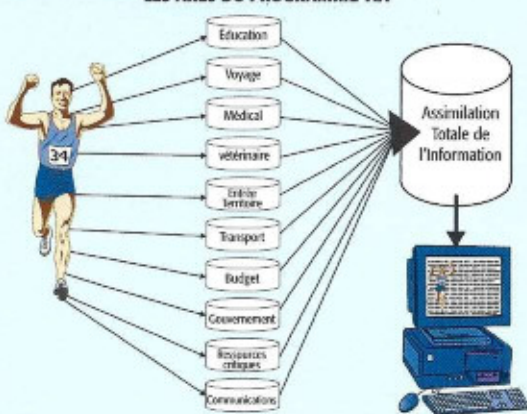 34
Education
Voyage
Médical
vétérinaire
Entrée
Territoire
Transport
Budget
Gouvernement
Ressources
critiques
Communications
Assimilation
Totale de
l'Information